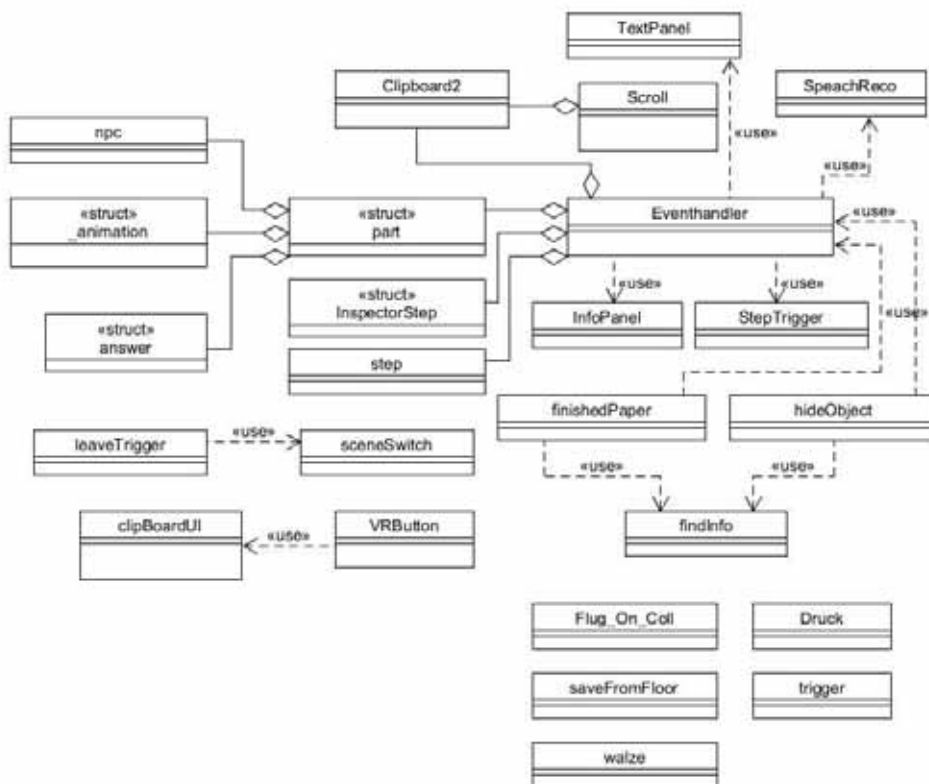 TextPanel
Clipboard2
Scroll
SpeachReco
npc
«use»
«use»
«struct»
_animation
«struct»
part
Eventhandler
«use»
«use»
«use»
«struct»
InspectorStep
InfoPanel
StepTrigger
«use»
«struct»
answer
step
finishedPaper
hideObject
leaveTrigger
«use»
sceneSwitch
«use»
«use»
clipBoardUI
«use»
VRButton
findInfo
Flug_On_Coll
Druck
saveFromFloor
trigger
walze